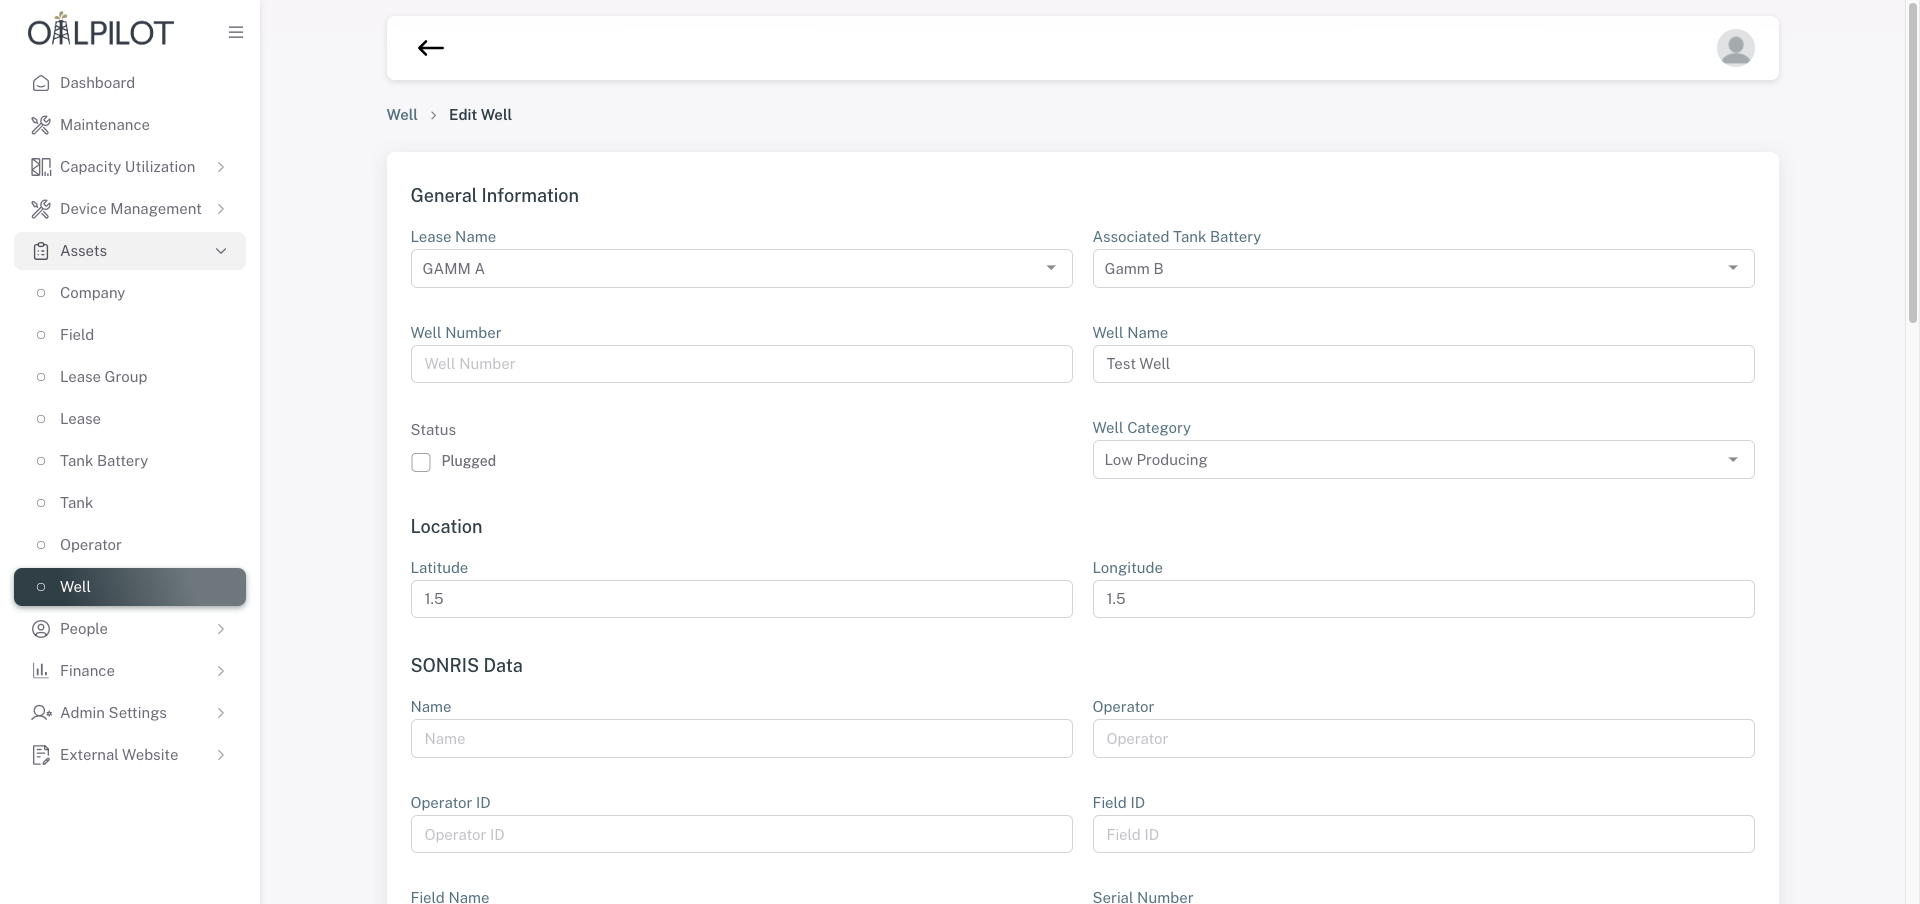 OILPILOT
Dashboard
Maintenance
Capacity Utilization
Device Management
Assets
Company
Field
Lease Group
Lease
Tank Battery
Tank
Operator
Well
People
Finance
Admin Settings
External Website
Well > Edit Well
General Information
Lease Name
GAMM A
Associated Tank Battery
Gamm B
Well Number
Well Number
Well Name
Test Well
Status
Plugged
Well Category
Low Producing
Location
Latitude
1.5
Longitude
1.5
SONRIS Data
Name
Name
Operator
Operator
Operator ID
Operator ID
Field ID
Field ID
Field Name
Serial Number